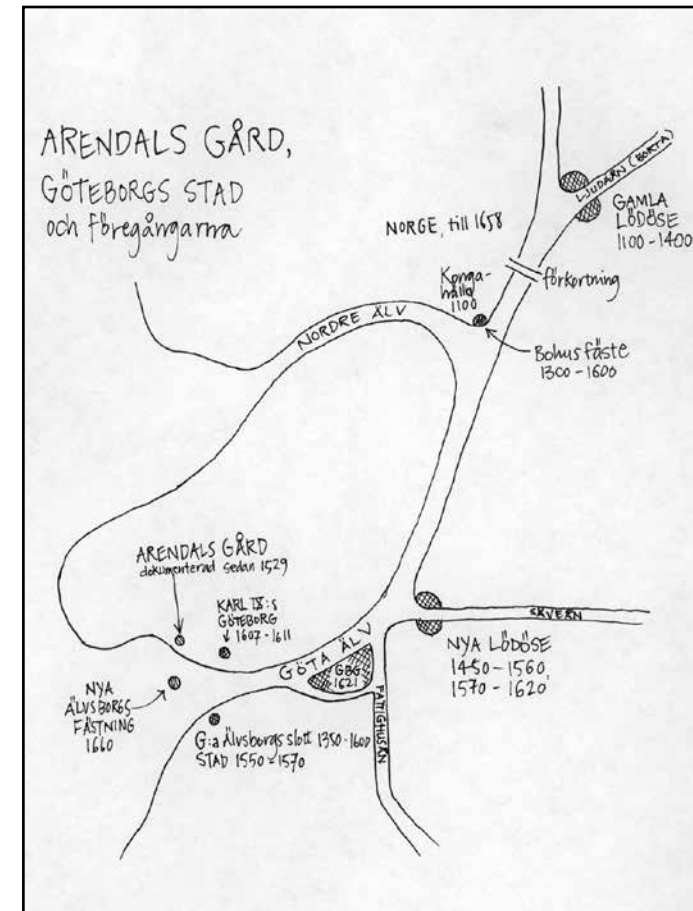 ARENDALS GÅRD,
GÖTEBORGS STAD
och föregångarna
NORGE, till 1658
LJUDARN (BORTA)
GAMLA
LÖDÖSE
1100 - 1400
Konga-
hälla
1100
förkortning
NORDRE ÄLV
Bohus fäste
1300 - 1600
ARENDALS GÅRD
dokumenterad sedan 1529
KARL IX:s
GÖTEBORG
1607 - 1611
GÖTA ÄLV
GBG
1621
SÄVEÅN
NYA LÖDÖSE
1450 - 1560
1570 - 1620
NYA
ÄLVSBORGS
FÄSTNING
1660
G:a Älvsborgs slott 1350 - 1600
STAD 1550 - 1570
FATTIGHUSÅN